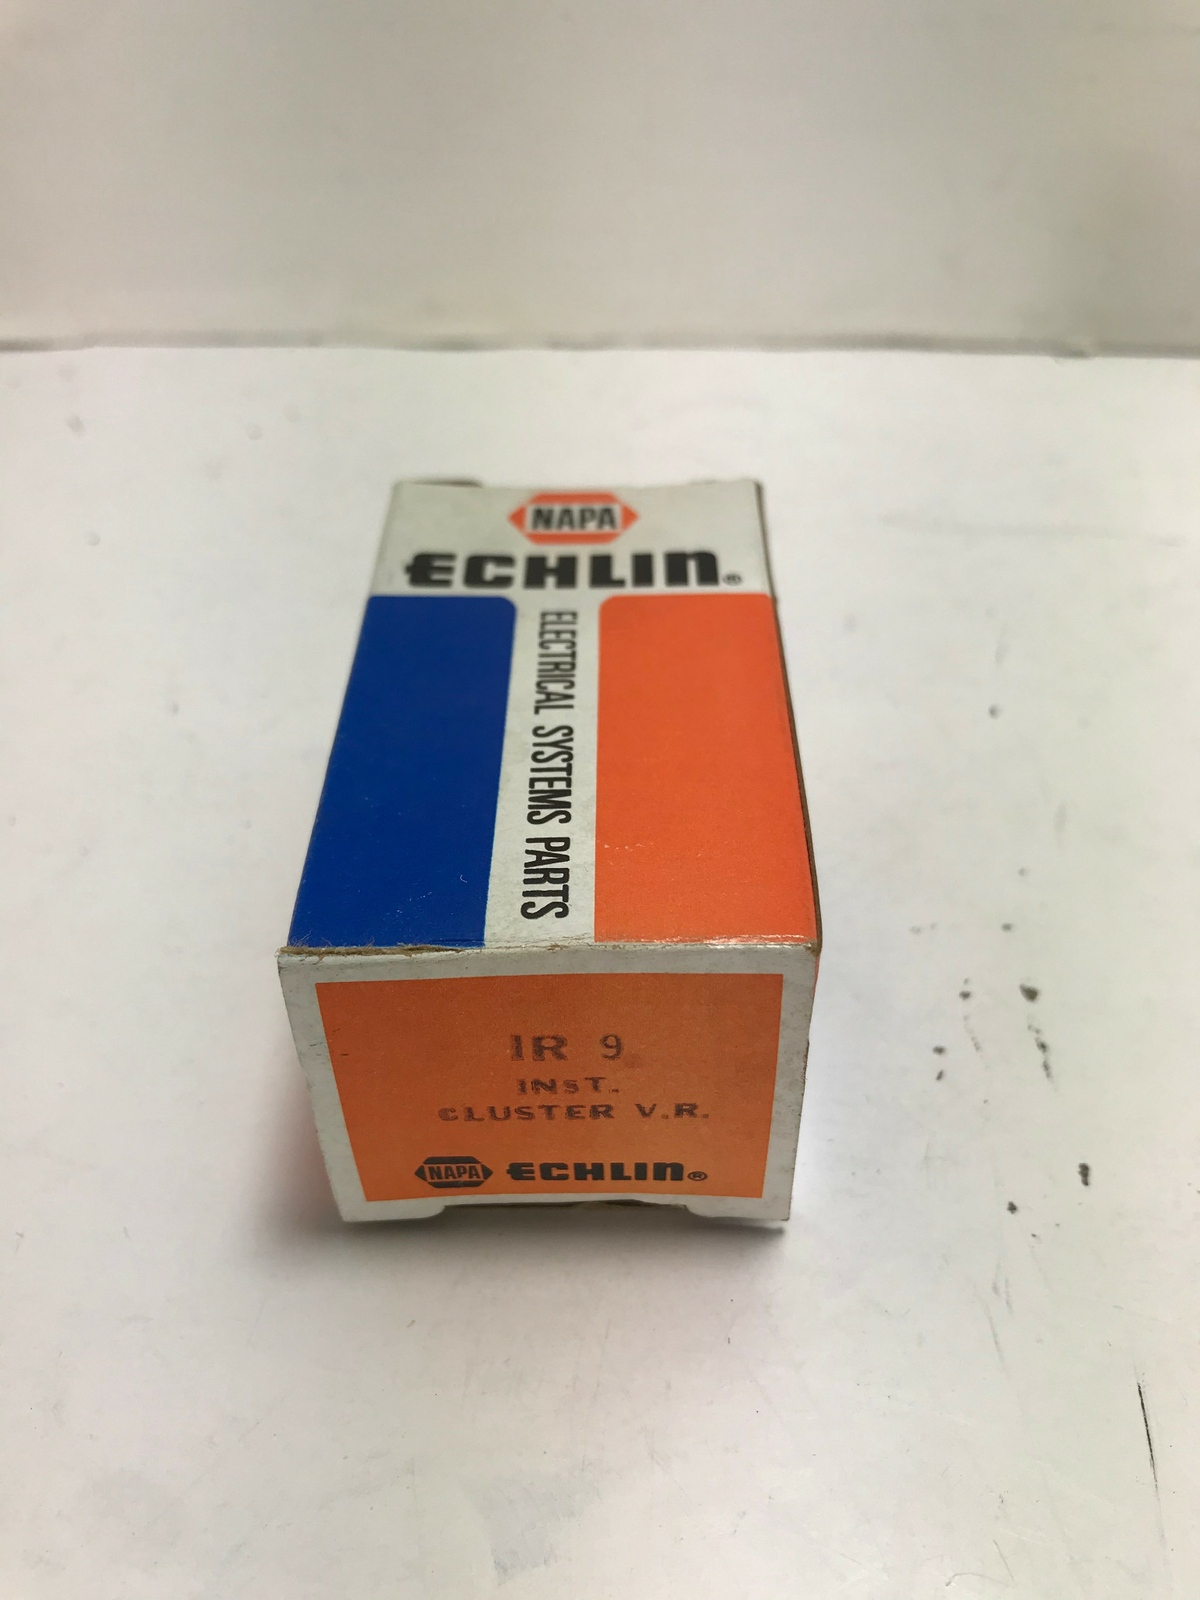 NAPA
ECHLIN®
ELECTRICAL SYSTEMS PARTS
IR 9
INST.
CLUSTER V.R.
NAPA ECHLIN®